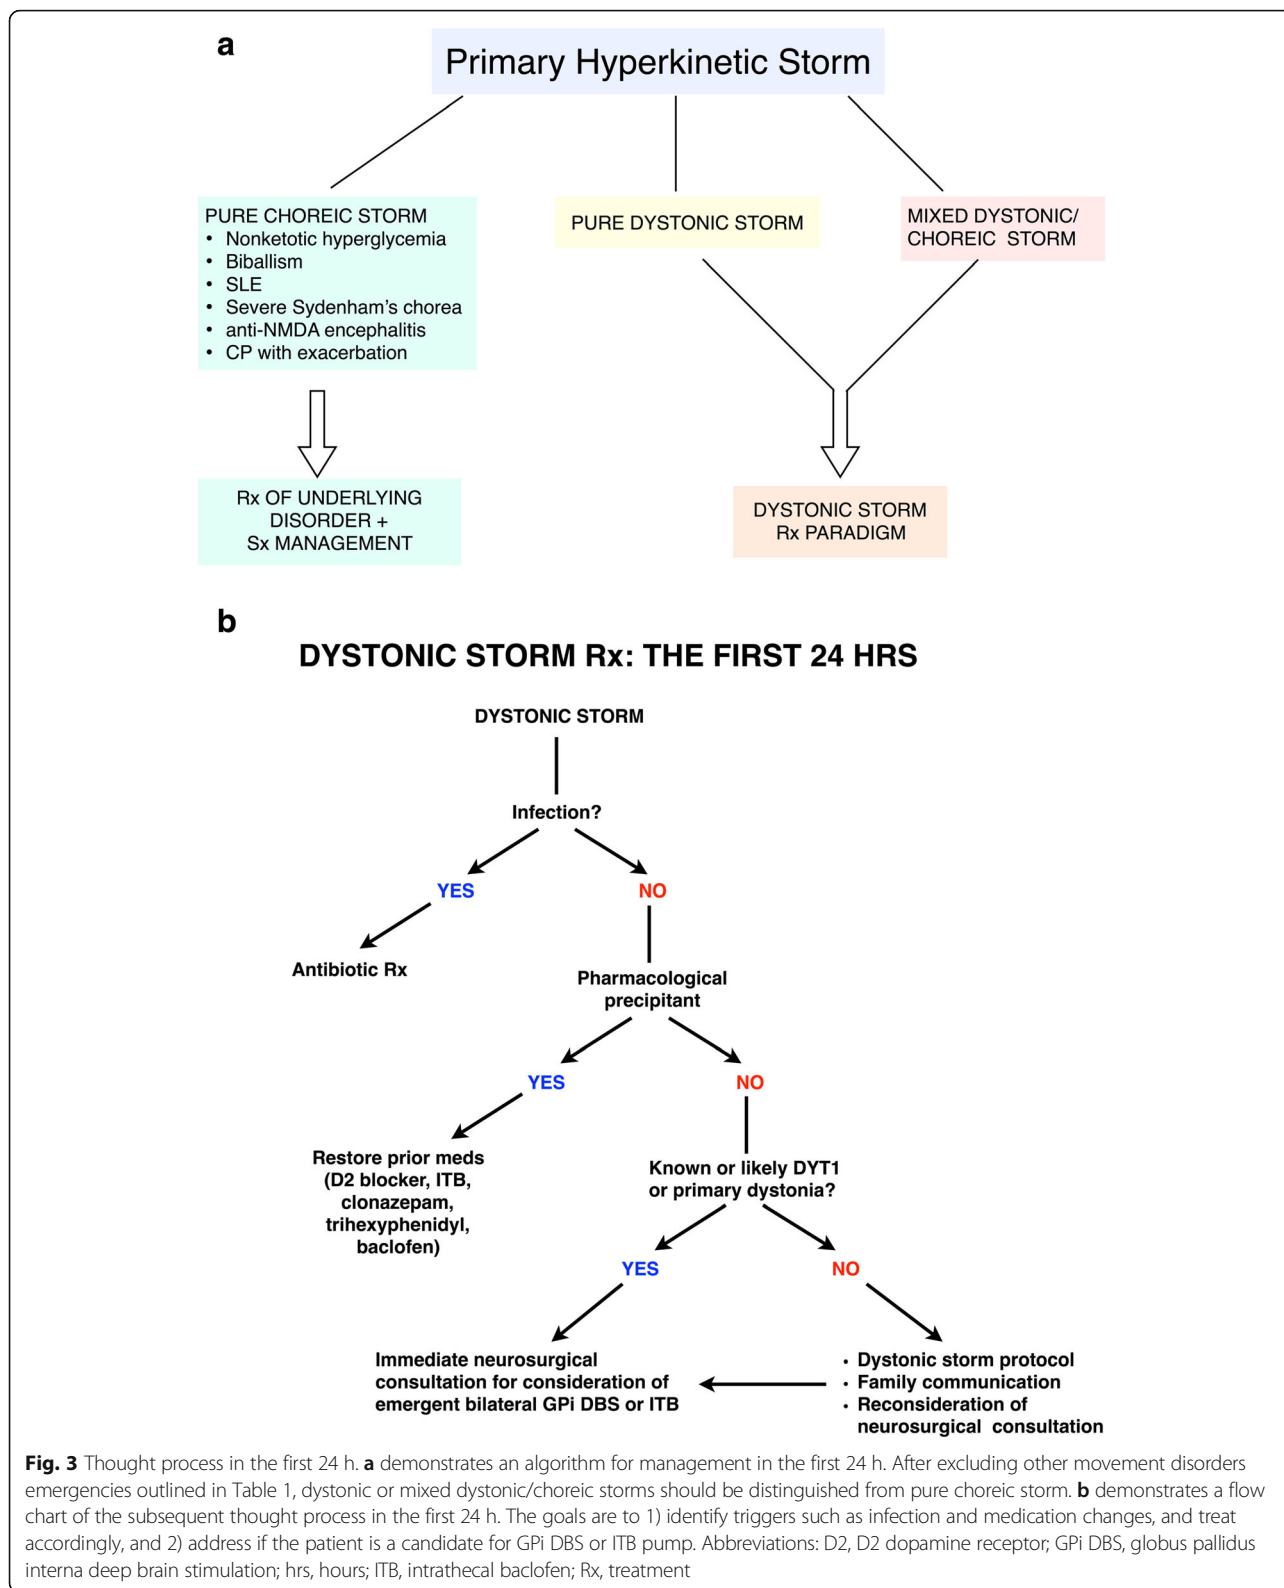 a
Primary Hyperkinetic Storm
PURE CHOREIC STORM
• Nonketotic hyperglycemia
• Biballism
• SLE
• Severe Sydenham's chorea
• anti-NMDA encephalitis
• CP with exacerbation
PURE DYSTONIC STORM
MIXED DYSTONIC/
CHOREIC STORM
Rx OF UNDERLYING
DISORDER +
Sx MANAGEMENT
DYSTONIC STORM
Rx PARADIGM
b
DYSTONIC STORM Rx: THE FIRST 24 HRS
DYSTONIC STORM
Infection?
YES
NO
Antibiotic Rx
Pharmacological
precipitant
YES
NO
Restore prior meds
(D2 blocker, ITB,
clonazepam,
trihexyphenidyl,
baclofen)
Known or likely DYT1
or primary dystonia?
YES
NO
Immediate neurosurgical
consultation for consideration of
emergent bilateral GPi DBS or ITB
• Dystonic storm protocol
• Family communication
• Reconsideration of
neurosurgical consultation
Fig. 3 Thought process in the first 24 h. a demonstrates an algorithm for management in the first 24 h. After excluding other movement disorders
emergencies outlined in Table 1, dystonic or mixed dystonic/choreic storms should be distinguished from pure choreic storm. b demonstrates a flow
chart of the subsequent thought process in the first 24 h. The goals are to 1) identify triggers such as infection and medication changes, and treat
accordingly, and 2) address if the patient is a candidate for GPi DBS or ITB pump. Abbreviations: D2, D2 dopamine receptor; GPi DBS, globus pallidus
interna deep brain stimulation; hrs, hours; ITB, intrathecal baclofen; Rx, treatment